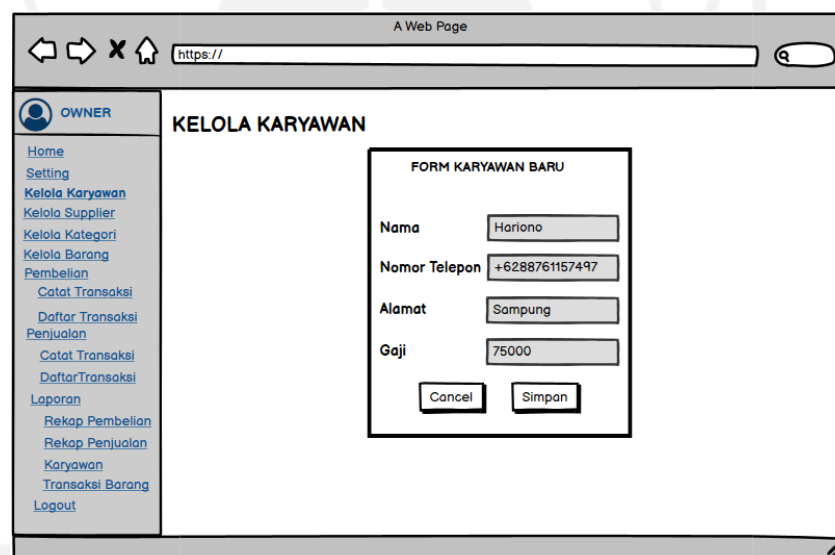 A Web Page
https://
OWNER
Home
Setting
Kelola Karyawan
Kelola Supplier
Kelola Kategori
Kelola Barang
Pembelian
Catat Transaksi
Daftar Transaksi
Penjualan
Catat Transaksi
DaftarTransaksi
Laporan
Rekap Pembelian
Rekap Penjualan
Karyawan
Transaksi Barang
Logout
KELOLA KARYAWAN
FORM KARYAWAN BARU
Nama Hariono
Nomor Telepon +6288761157497
Alamat Sampung
Gaji 75000
Cancel Simpan